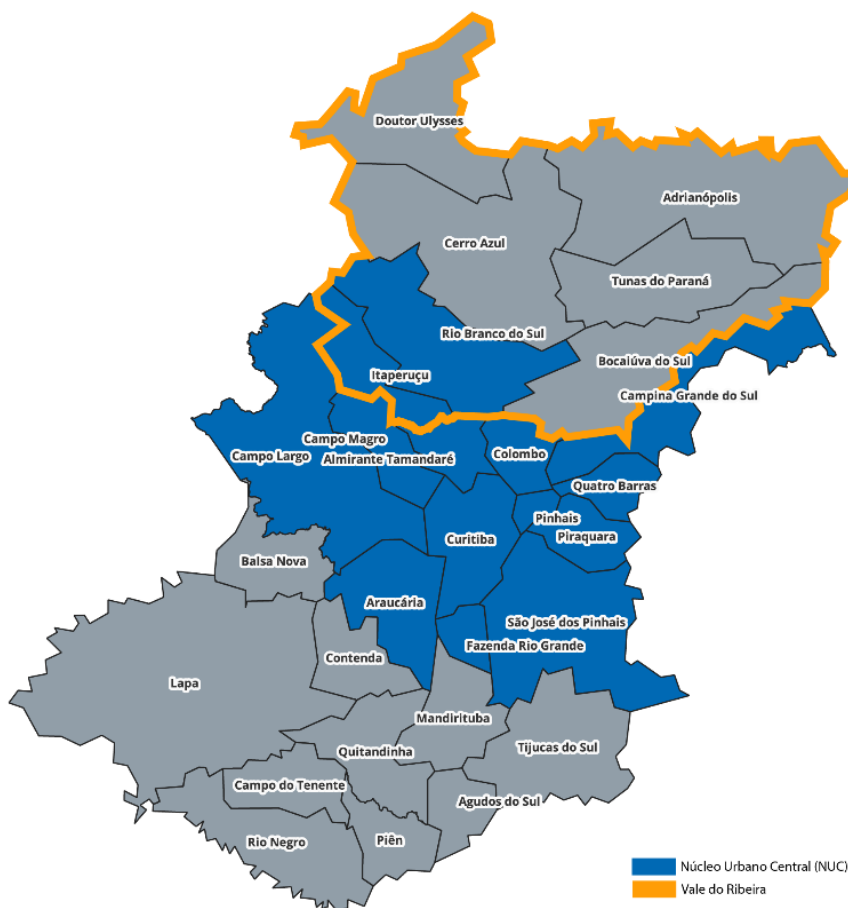 Doutor Ulysses
Adrianópolis
Cerro Azul
Tunas do Paraná
Rio Branco do Sul
Bocaiúva do Sul
Itaperuçu
Campina Grande do Sul
Campo Magro
Campo Largo
Almirante Tamandaré
Colombo
Quatro Barras
Pinhais
Curitiba
Piraquara
Balsa Nova
Araucária
São José dos Pinhais
Fazenda Rio Grande
Contenda
Lapa
Mandirituba
Quitandinha
Tijucas do Sul
Campo do Tenente
Agudos do Sul
Rio Negro
Piên
Núcleo Urbano Central (NUC)
Vale do Ribeira